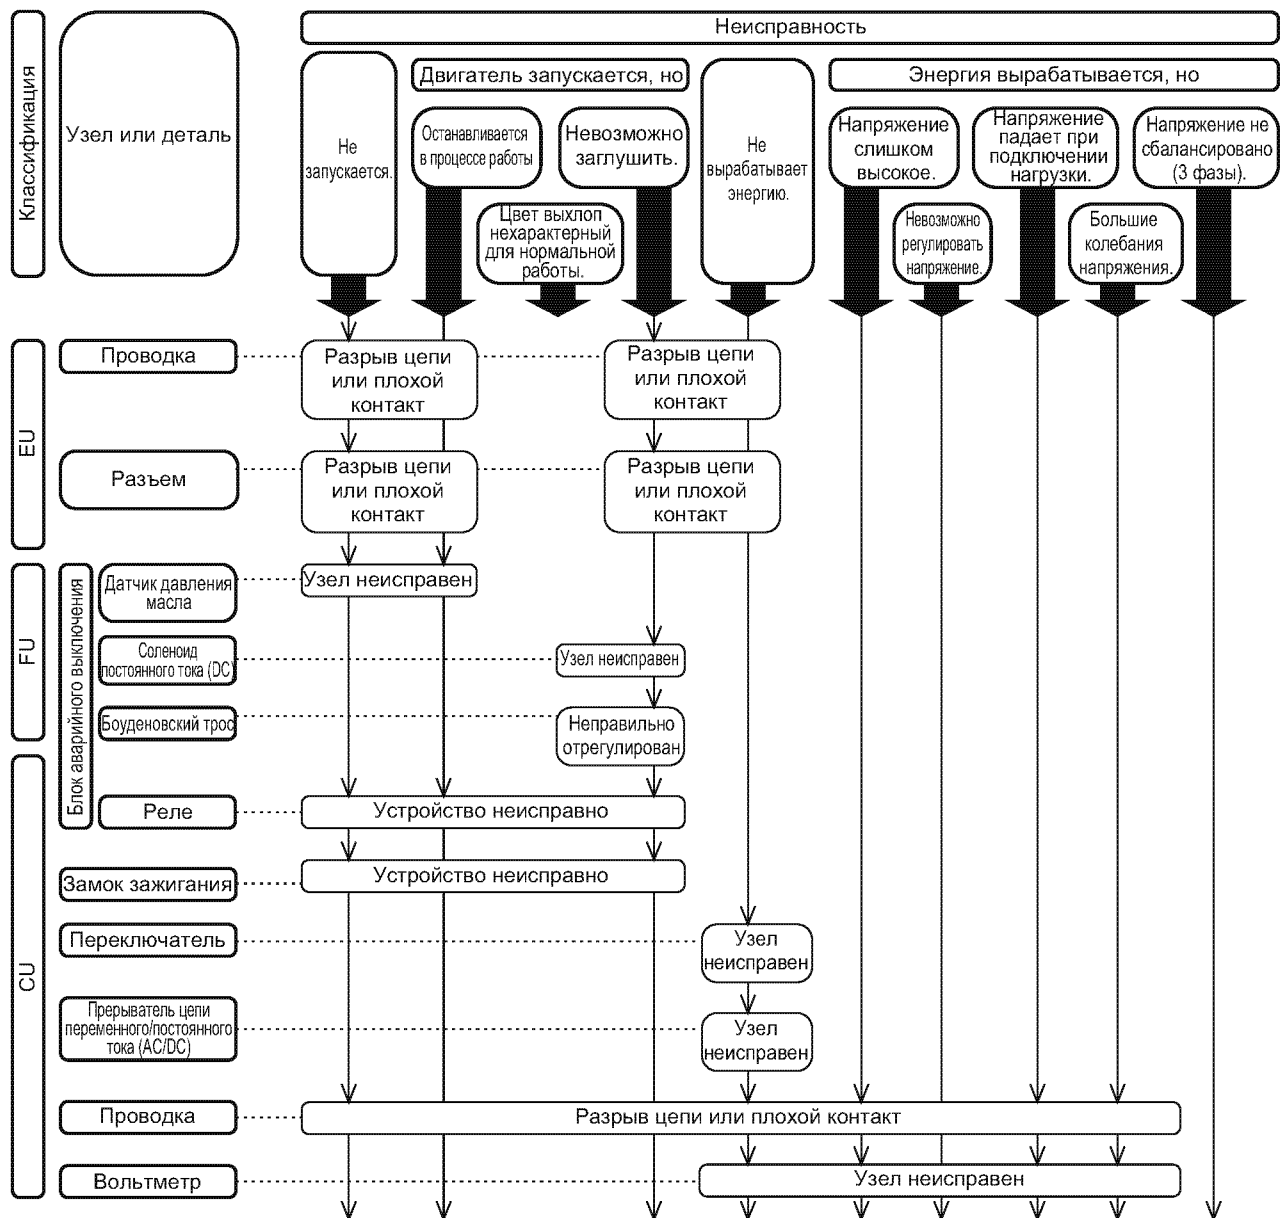 Неисправность
Классификация
Узел или деталь
Не
запускается.
Двигатель запускается, но
Останавливается
в процессе работы
Невозможно
заглушить.
Цвет выхлоп
нехарактерный
для нормальной
работы.
Не
вырабатывает
энергию.
Энергия вырабатывается, но
Напряжение
слишком
высокое.
Напряжение
падает при
подключении
нагрузки.
Напряжение не
сбалансировано
(3 фазы).
Невозможно
регулировать
напряжение.
Большие
колебания
напряжения.
EU
Проводка
Разрыв цепи
или плохой
контакт
Разрыв цепи
или плохой
контакт
Разъем
Разрыв цепи
или плохой
контакт
Разрыв цепи
или плохой
контакт
FU
Блок аварийного выключения
Датчик давления
масла
Узел неисправен
Соленоид
постоянного тока (DC)
Узел неисправен
Боуденовский трос
Неправильно
отрегулирован
CU
Реле
Устройство неисправно
Замок зажигания
Устройство неисправно
Переключатель
Узел
неисправен
Прерыватель цепи
переменного/постоянного
тока (AC/DC)
Узел
неисправен
Проводка
Разрыв цепи или плохой контакт
Вольтметр
Узел неисправен